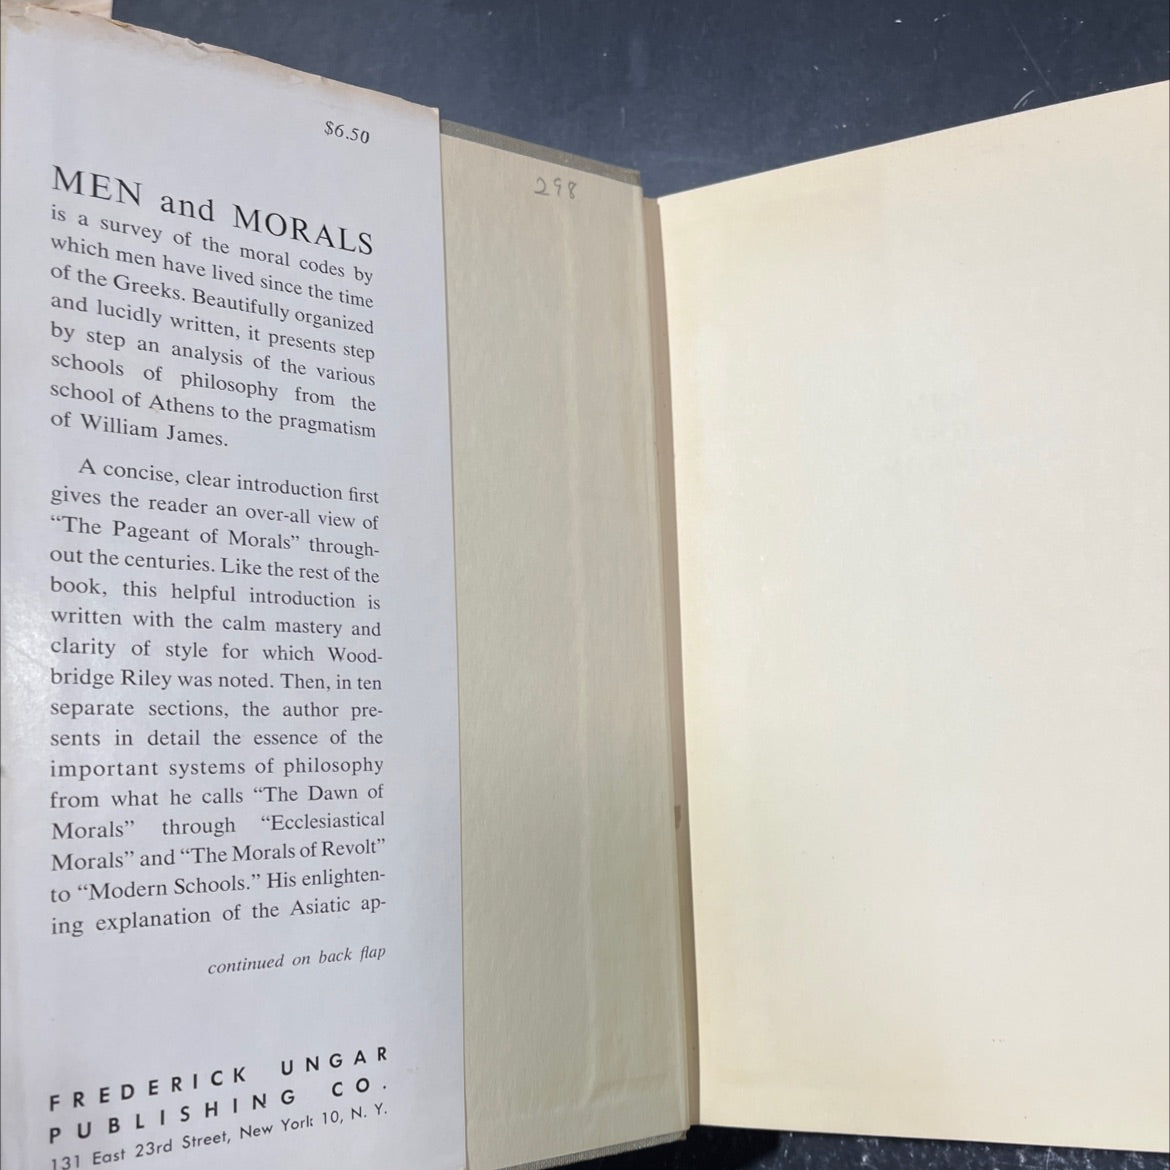 $6.50
MEN and MORALS
is a survey of the moral codes by
which men have lived since the time
of the Greeks. Beautifully organized
and lucidly written, it presents step
by step an analysis of the various
schools of philosophy from the
school of Athens to the pragmatism
of William James.
A concise, clear introduction first
gives the reader an over-all view of
“The Pageant of Morals” through-
out the centuries. Like the rest of the
book, this helpful introduction is
written with the calm mastery and
clarity of style for which Wood-
bridge Riley was noted. Then, in ten
separate sections, the author pre-
sents in detail the essence of the
important systems of philosophy
from what he calls “The Dawn of
Morals” through “Ecclesiastical
Morals” and “The Morals of Revolt”
to “Modern Schools.” His enlighten-
ing explanation of the Asiatic ap-
continued on back flap
FREDERICK UNGAR
PUBLISHING CO.
131 East 23rd Street, New York 10, N. Y.
298